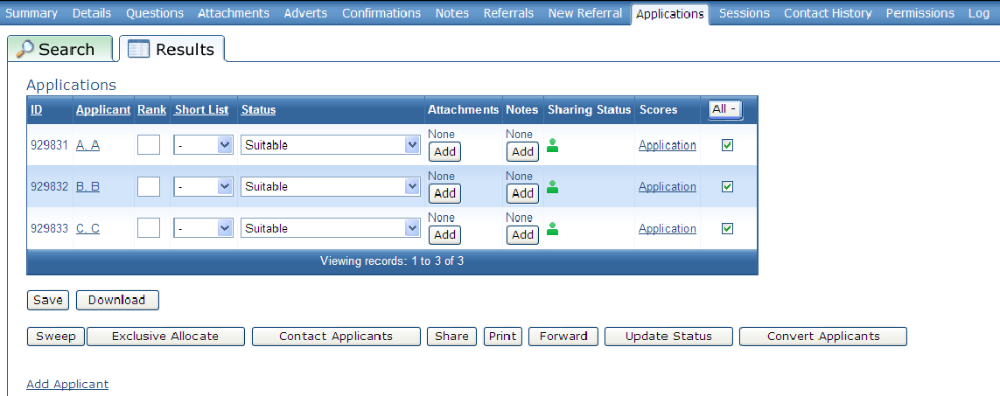 Summary Details Questions Attachments Adverts Confirmations Notes Referrals New Referral Applications Sessions Contact History Permissions Log
Search Results
Applications
ID Applicant Rank Short List Status Attachments Notes Sharing Status Scores All -
929831 A, A - Suitable None Add None Add Application
929832 B, B - Suitable None Add None Add Application
929833 C, C - Suitable None Add None Add Application
Viewing records: 1 to 3 of 3
Save Download
Sweep Exclusive Allocate Contact Applicants Share Print Forward Update Status Convert Applicants
Add Applicant